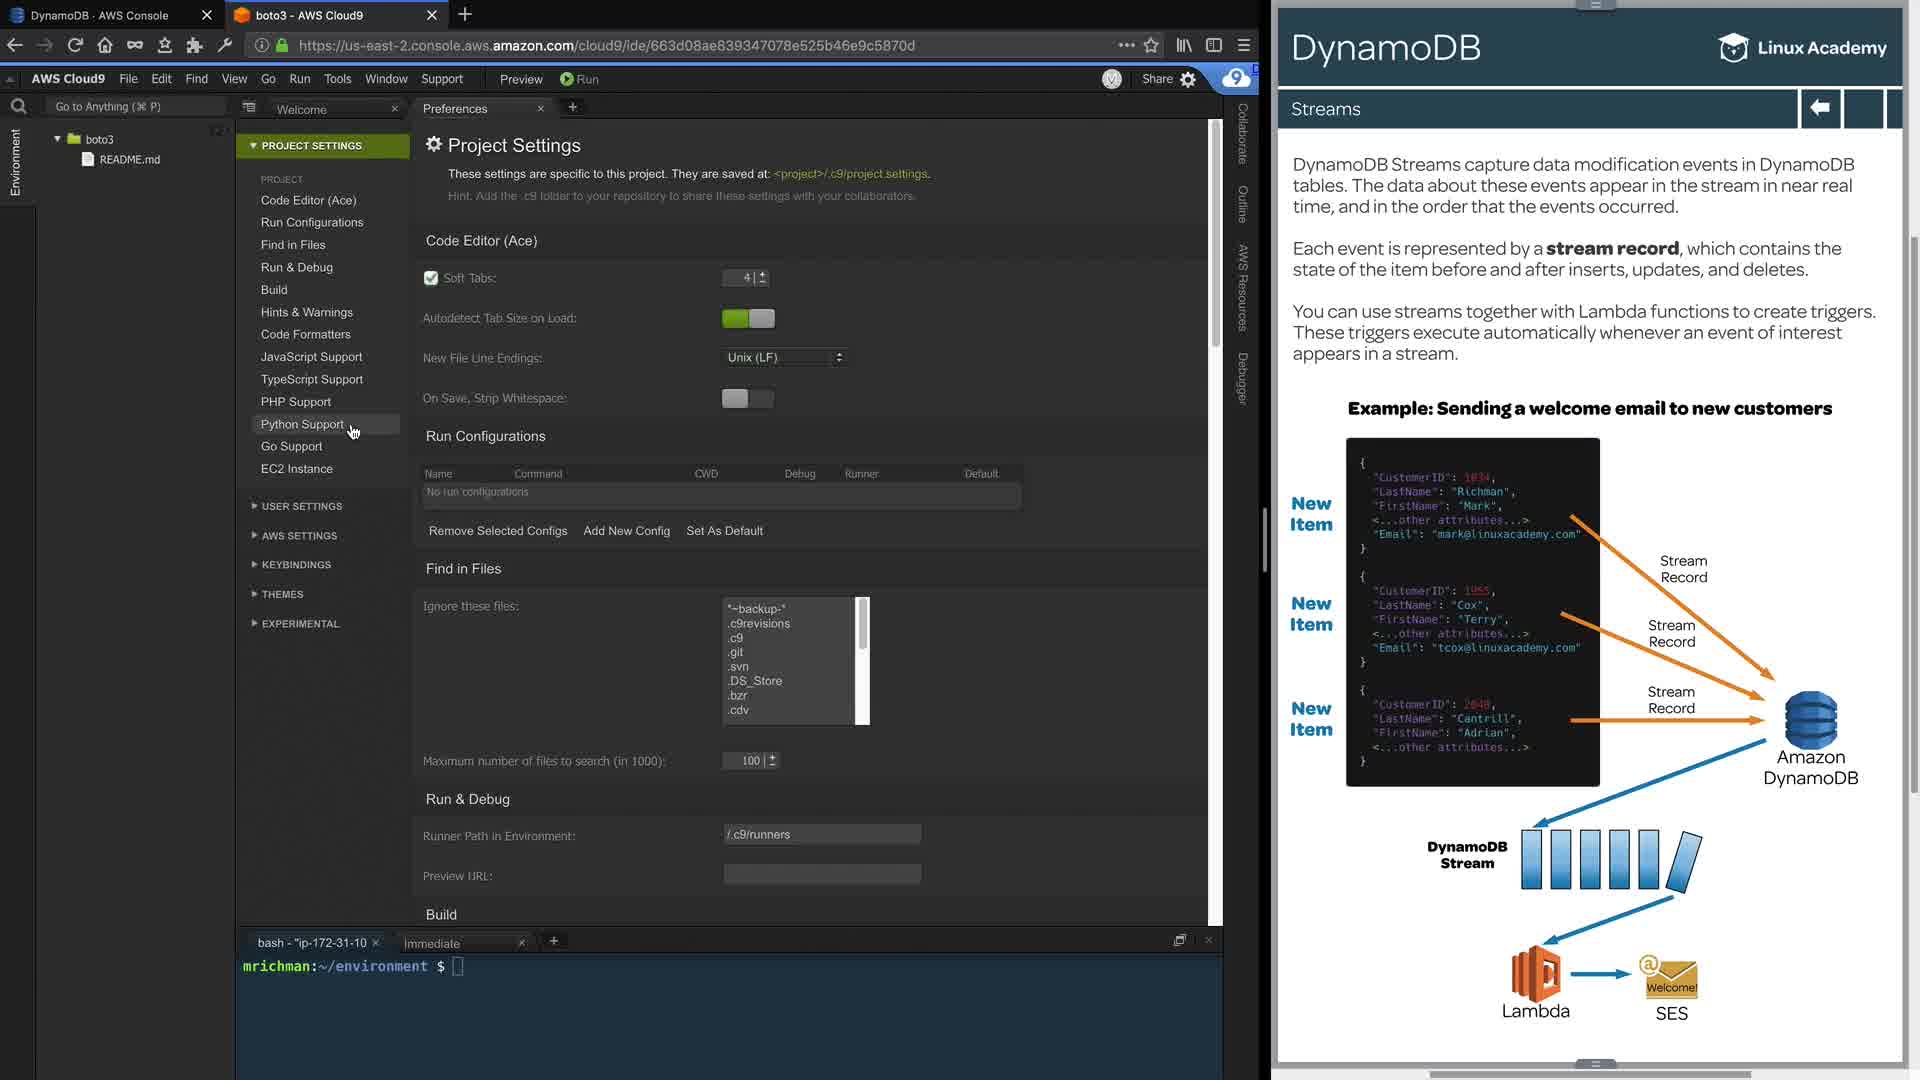 DynamoDB · AWS Console
boto3 - AWS Cloud9
https://us-east-2.console.aws.amazon.com/cloud9/ide/663d08ae839347078e525b46e9c5870d
AWS Cloud9 File Edit Find View Go Run Tools Window Support Preview Run
M Share 9
Go to Anything (⌘ P)
Welcome
Preferences
Environment
boto3
README.md
PROJECT SETTINGS
PROJECT
Code Editor (Ace)
Run Configurations
Find in Files
Run & Debug
Build
Hints & Warnings
Code Formatters
JavaScript Support
TypeScript Support
PHP Support
Python Support
Go Support
EC2 Instance
USER SETTINGS
AWS SETTINGS
KEYBINDINGS
THEMES
EXPERIMENTAL
Project Settings
These settings are specific to this project. They are saved at: <project>/.c9/project.settings.
Hint. Add the .c9 folder to your repository to share these settings with your collaborators.
Code Editor (Ace)
Soft Tabs: 4
Autodetect Tab Size on Load:
New File Line Endings: Unix (LF)
On Save, Strip Whitespace:
Run Configurations
Name Command CWD Debug Runner Default
No run configurations
Remove Selected Configs Add New Config Set As Default
Find in Files
Ignore these files:
*~backup-*
.c9revisions
.c9
.git
.svn
.DS_Store
.bzr
.cdv
Maximum number of files to search (in 1000): 100
Run & Debug
Runner Path in Environment: /.c9/runners
Preview URL:
Build
Collaborate
Outline
AWS Resources
Debugger
bash - "ip-172-31-10
Immediate
mrichman:~/environment $
DynamoDB
Linux Academy
Streams
DynamoDB Streams capture data modification events in DynamoDB
tables. The data about these events appear in the stream in near real
time, and in the order that the events occurred.
Each event is represented by a stream record, which contains the
state of the item before and after inserts, updates, and deletes.
You can use streams together with Lambda functions to create triggers.
These triggers execute automatically whenever an event of interest
appears in a stream.
Example: Sending a welcome email to new customers
New
Item
{
"CustomerID": 1034,
"LastName": "Richman",
"FirstName": "Mark",
<...other attributes...>
"Email": "mark@linuxacademy.com"
}
New
Item
{
"CustomerID": 1955,
"LastName": "Cox",
"FirstName": "Terry",
<...other attributes...>
"Email": "tcox@linuxacademy.com"
}
New
Item
{
"CustomerID": 2049,
"LastName": "Cantrill",
"FirstName": "Adrian",
<...other attributes...>
}
Stream
Record
Stream
Record
Stream
Record
Amazon
DynamoDB
DynamoDB
Stream
Lambda
@
Welcome!
SES